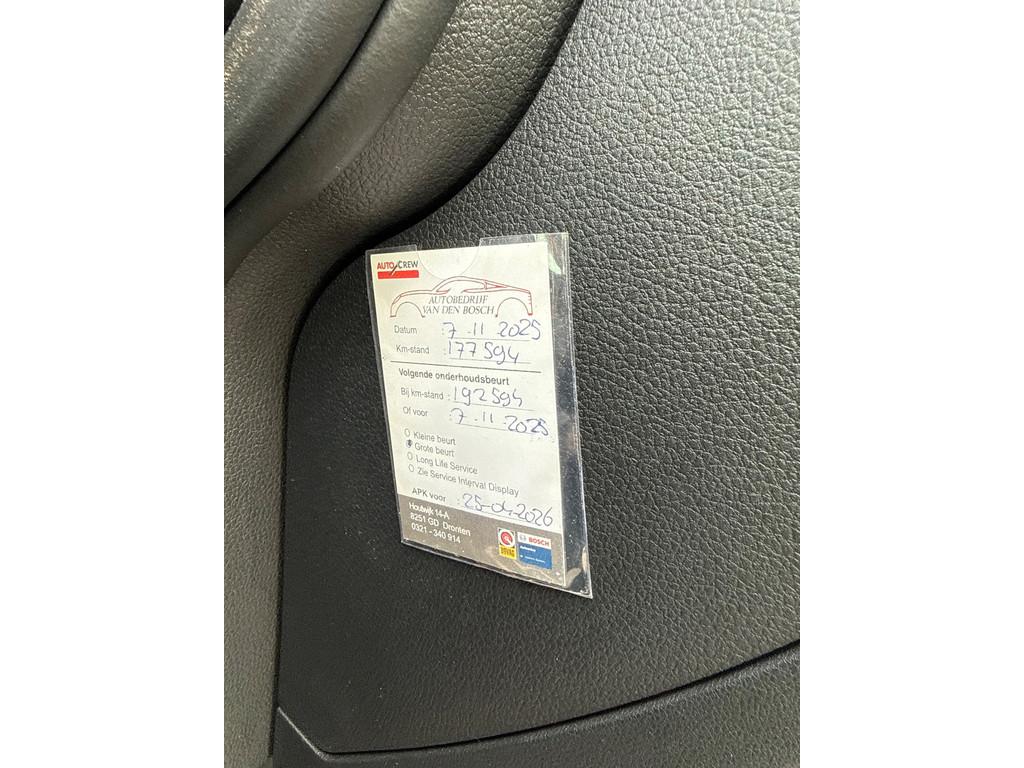 AUTO CREW
AUTOBEDRIJF
VAN DEN BOSCH
Datum : 7-11-2025
Km-stand : 177594
Volgende onderhoudsbeurt
Bij km-stand : 192594
Of voor : 7-11-2025
Kleine beurt
Grote beurt
Long Life Service
Zie Service Interval Display
APK voor : 25-04-2026
Houtwijk 14-A
8251 GD Dronten
0321 - 340 914
BOVAG
BOSCH